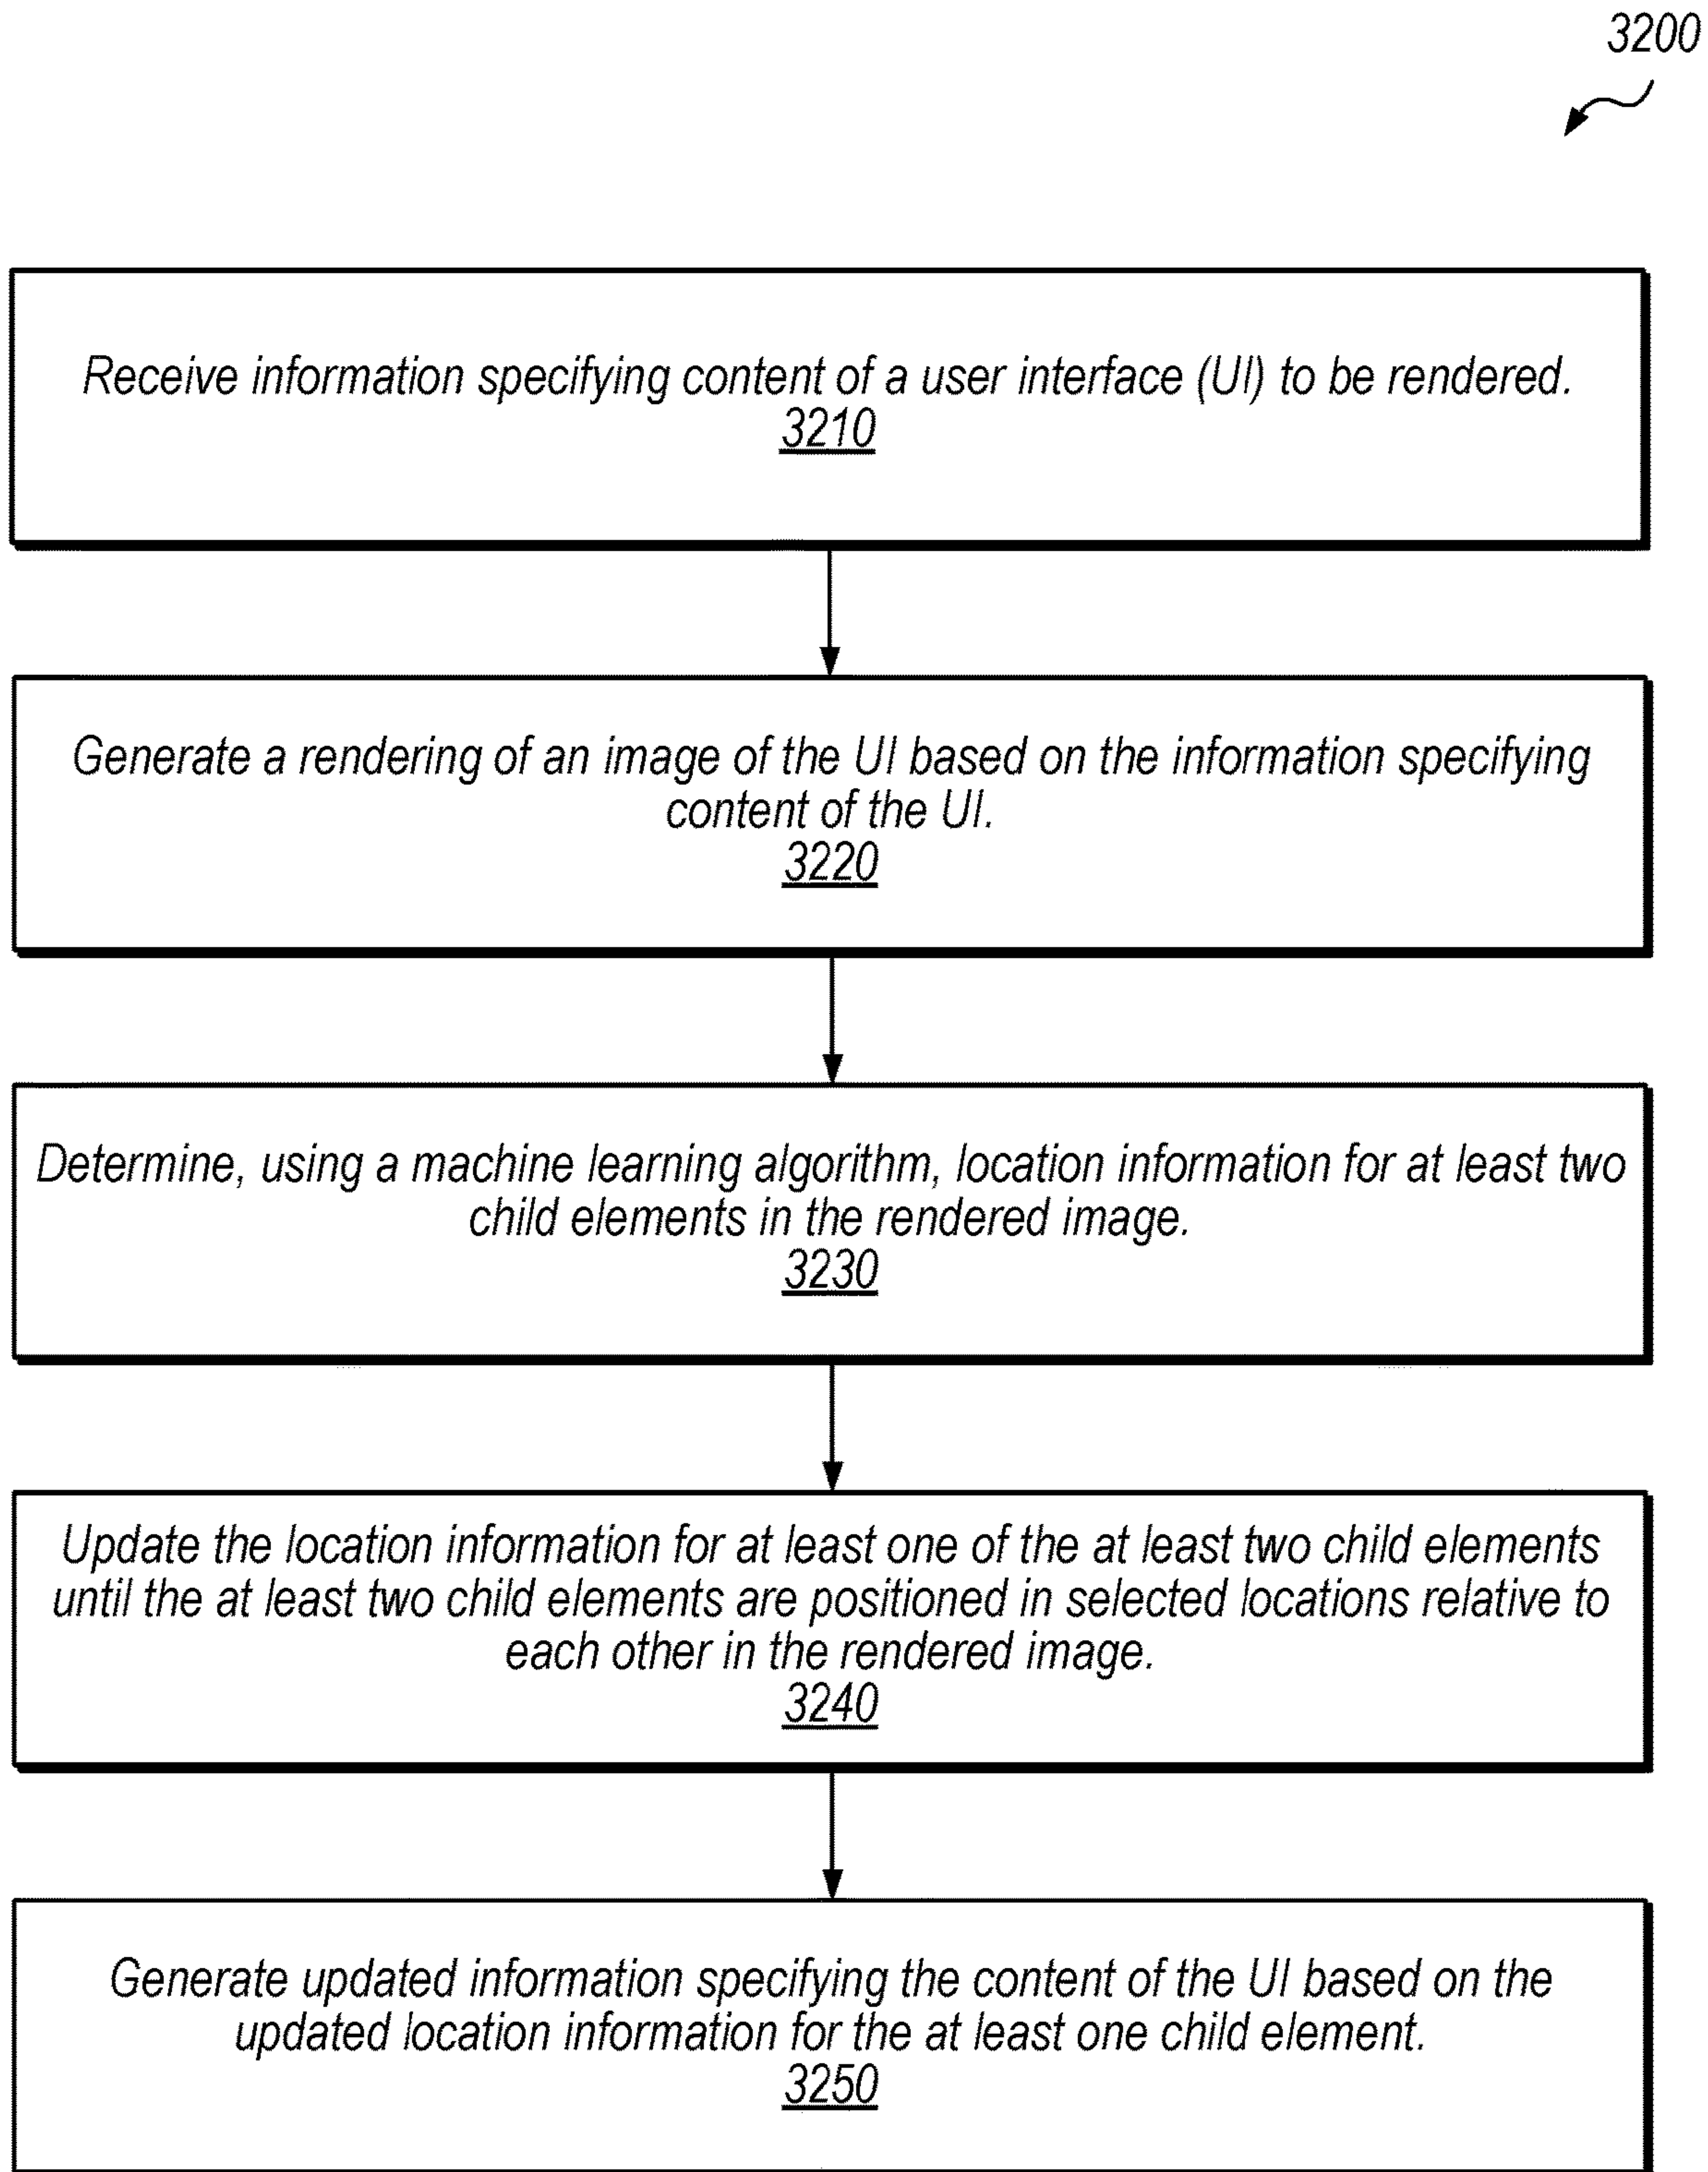 3200
Receive information specifying content of a user interface (UI) to be rendered.
3210
Generate a rendering of an image of the UI based on the information specifying
content of the UI.
3220
Determine, using a machine learning algorithm, location information for at least two
child elements in the rendered image.
3230
Update the location information for at least one of the at least two child elements
until the at least two child elements are positioned in selected locations relative to
each other in the rendered image.
3240
Generate updated information specifying the content of the UI based on the
updated location information for the at least one child element.
3250